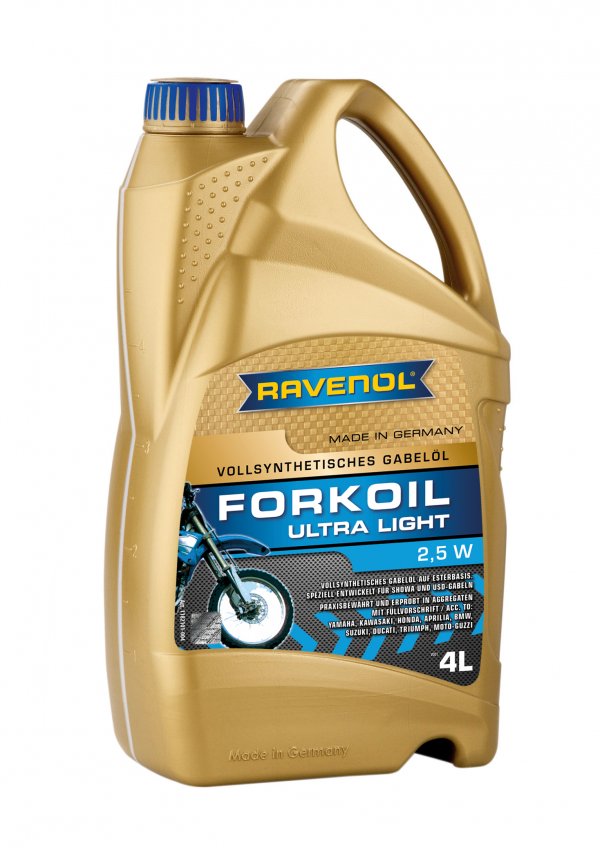 RAVENOL®
MADE IN GERMANY
VOLLSYNTHETISCHES GABELÖL
FORKOIL
ULTRA LIGHT
2,5 W
VOLLSYNTHETISCHES GABELÖL AUF ESTERBASIS.
SPEZIELL ENTWICKELT FÜR SHOWA UND USD-GABELN
PRAXISBEWÄHRT UND ERPROBT IN AGGREGATEN
MIT FÜLLVORSCHRIFT / ACC. TO:
YAMAHA, KAWASAKI, HONDA, APRILIA, BMW,
SUZUKI, DUCATI, TRIUMPH, MOTO-GUZZI
4L
Made in Germany